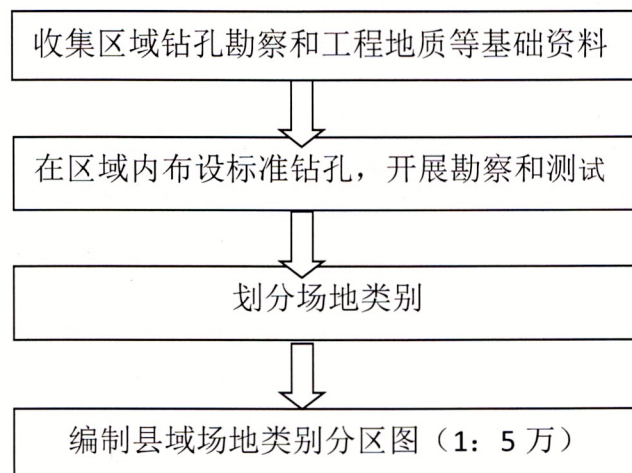 收集区域钻孔勘察和工程地质等基础资料
在区域内布设标准钻孔，开展勘察和测试
划分场地类别
编制县域场地类别分区图（1：5 万）